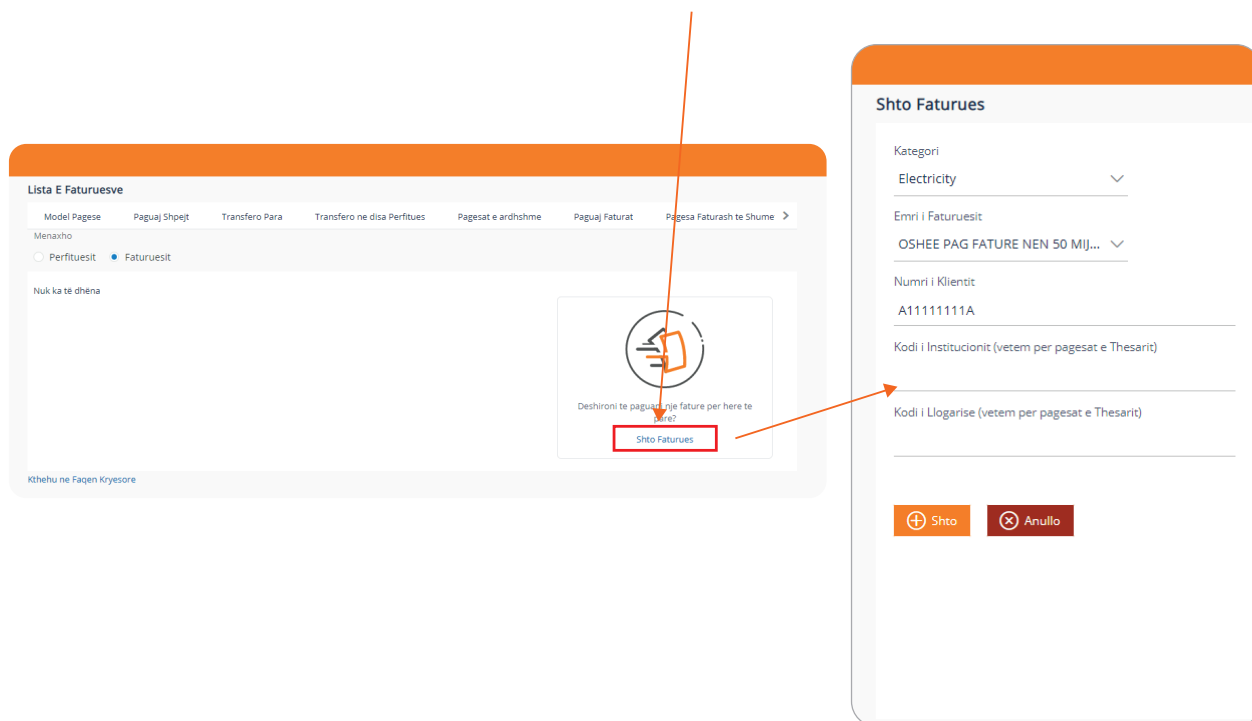 Lista E Faturuesve
Model Pagese Paguaj Shpejt Transfero Para Transfero ne disa Perfitues Pagesat e ardhshme Paguaj Faturat Pagesa Faturash te Shume
Menaxho
Perfituesit Faturuesit
Nuk ka të dhëna
Deshironi te paguani nje fature per here te
pare?
Shto Faturues
Kthehu ne Faqen Kryesore
Shto Faturues
Kategori
Electricity
Emri i Faturuesit
OSHEE PAG FATURE NEN 50 MIJ...
Numri i Klientit
A11111111A
Kodi i Institucionit (vetem per pagesat e Thesarit)
Kodi i Llogarise (vetem per pagesat e Thesarit)
Shto Anullo